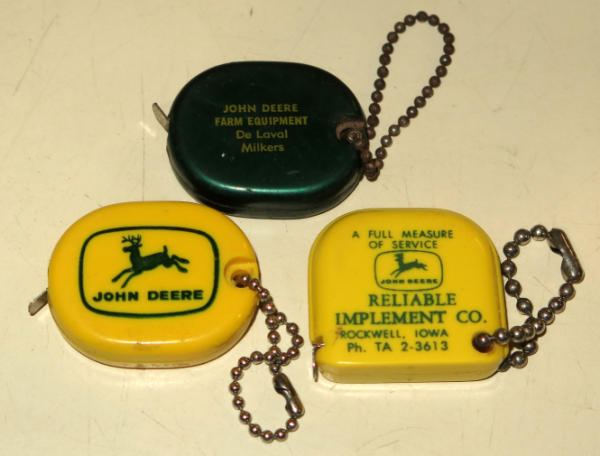 JOHN DEERE
FARM EQUIPMENT
De Laval
Milkers
JOHN DEERE
A FULL MEASURE
OF SERVICE
JOHN DEERE
RELIABLE
IMPLEMENT CO.
ROCKWELL, IOWA
Ph. TA 2-3613